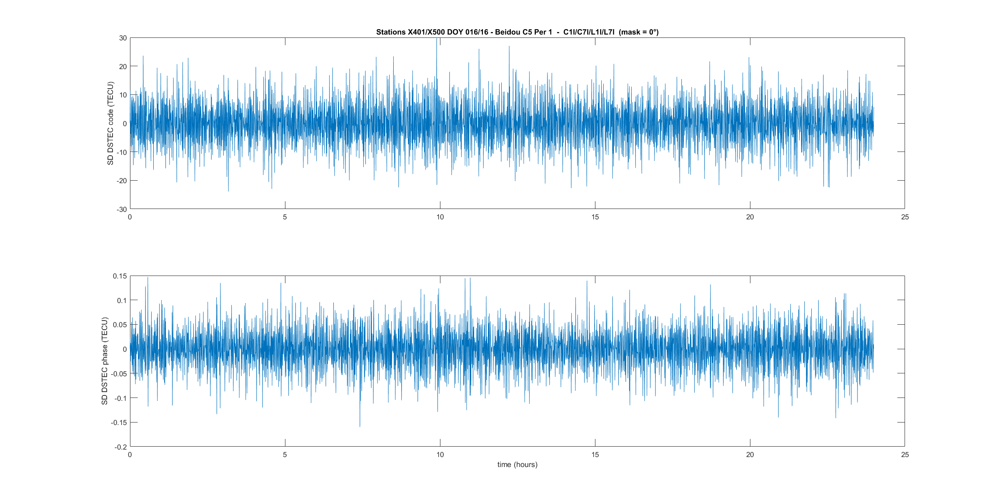 Stations X401/X500 DOY 016/16 - Beidou C5 Per 1 - C1I/C7I/L1I/L7I (mask = 0°)
SD DSTEC code (TECU)
30
20
10
0
-10
-20
-30
0 5 10 15 20 25
SD DSTEC phase (TECU)
0.15
0.1
0.05
0
-0.05
-0.1
-0.15
-0.2
0 5 10 15 20 25
time (hours)